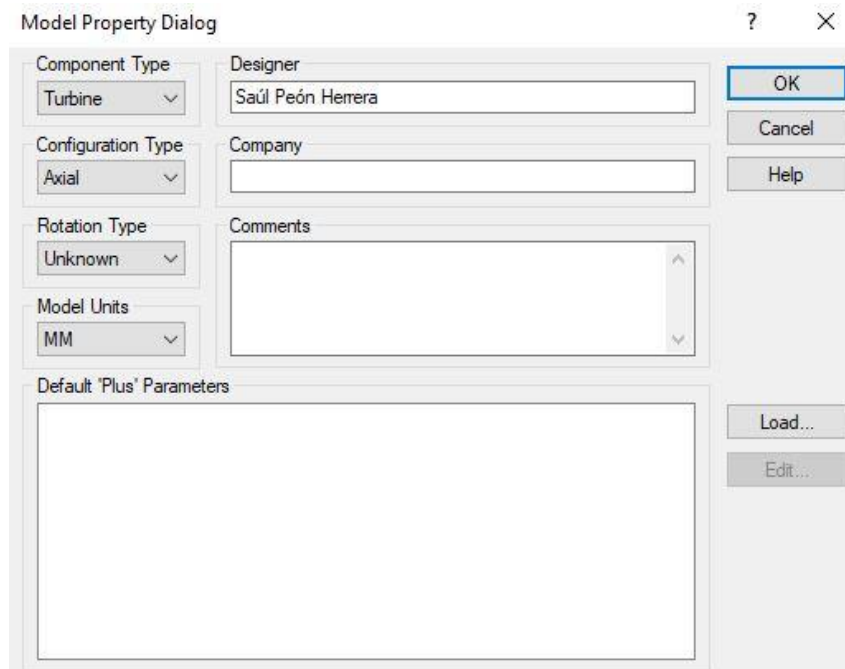 Model Property Dialog
?
Component Type
Turbine
Designer
Saúl Peón Herrera
OK
Cancel
Configuration Type
Axial
Company
Help
Rotation Type
Unknown
Comments
Model Units
MM
Default 'Plus' Parameters
Load...
Edit...